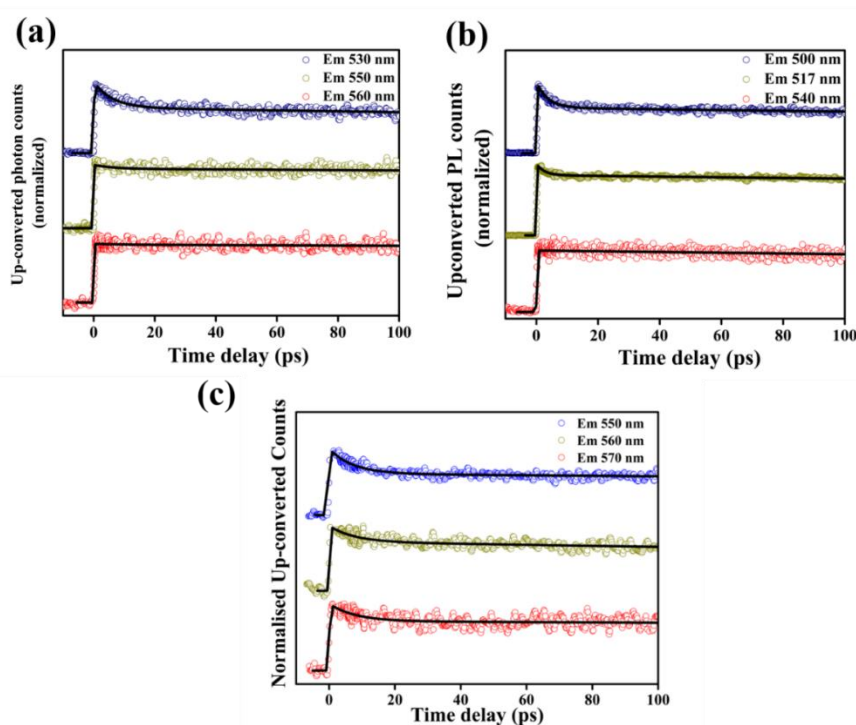 (a)
Em 530 nm
Em 550 nm
Em 560 nm
Up-converted photon counts
(normalized)
0 20 40 60 80 100
Time delay (ps)
(b)
Em 500 nm
Em 517 nm
Em 540 nm
Upconverted PL counts
(normalized)
0 20 40 60 80 100
Time delay (ps)
(c)
Em 550 nm
Em 560 nm
Em 570 nm
Normalised Up-converted Counts
0 20 40 60 80 100
Time delay (ps)